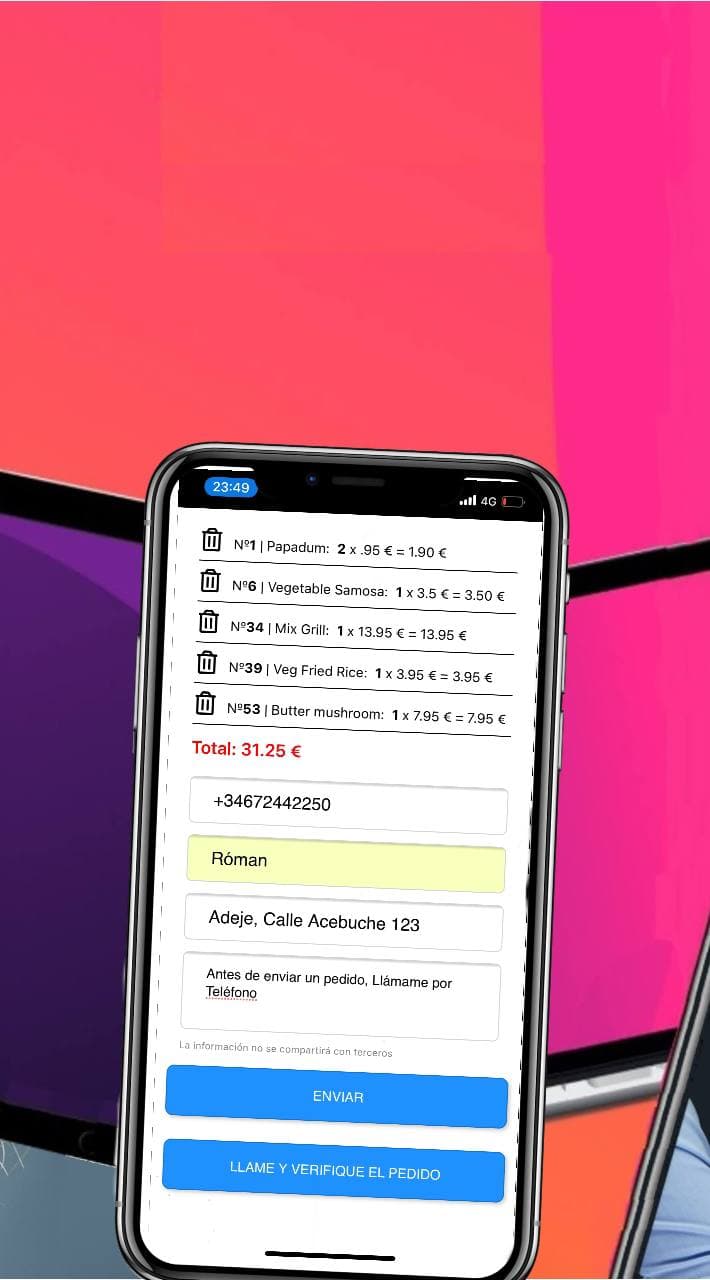 23:49
4G
Nº1 | Papadum: 2 x .95 € = 1.90 €
Nº6 | Vegetable Samosa: 1 x 3.5 € = 3.50 €
Nº34 | Mix Grill: 1 x 13.95 € = 13.95 €
Nº39 | Veg Fried Rice: 1 x 3.95 € = 3.95 €
Nº53 | Butter mushroom: 1 x 7.95 € = 7.95 €
Total: 31.25 €
+34672442250
Róman
Adeje, Calle Acebuche 123
Antes de enviar un pedido, Llámame por
Teléfono
La información no se compartirá con terceros
ENVIAR
LLAME Y VERIFIQUE EL PEDIDO